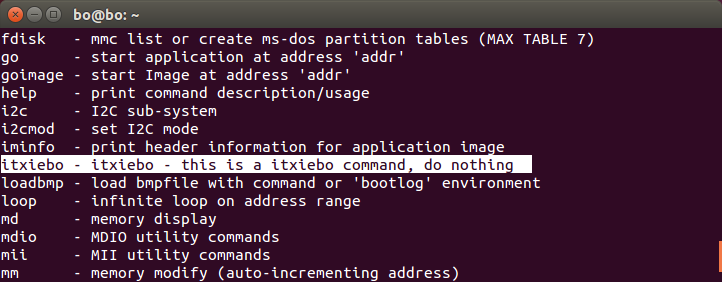 bo@bo: ~
fdisk - mmc list or create ms-dos partition tables (MAX TABLE 7)
go - start application at address 'addr'
goimage - start Image at address 'addr'
help - print command description/usage
i2c - I2C sub-system
i2cmod - set I2C mode
iminfo - print header information for application image
itxiebo - itxiebo - this is a itxiebo command, do nothing
loadbmp - load bmpfile with command or 'bootlog' environment
loop - infinite loop on address range
md - memory display
mdio - MDIO utility commands
mii - MII utility commands
mm - memory modify (auto-incrementing address)